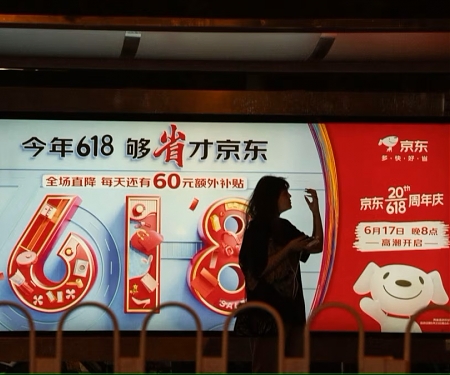 今年618 够省才京东
全场直降 每天还有60元额外补贴
618
京东
多·快·好·省
京东 20th 618 周年庆
6月17日 晚8点
高潮开启